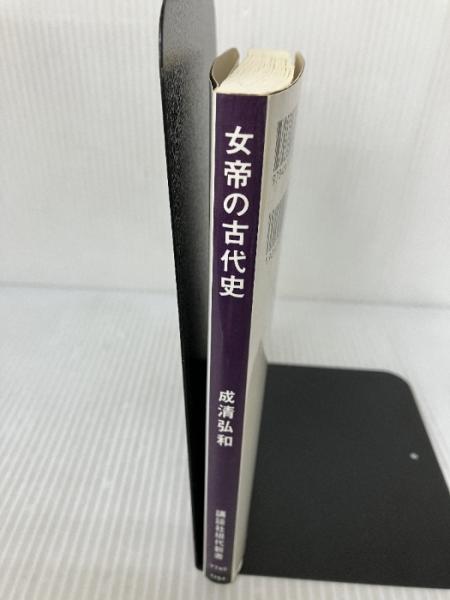 女帝の古代史
成清弘和
講談社現代新書